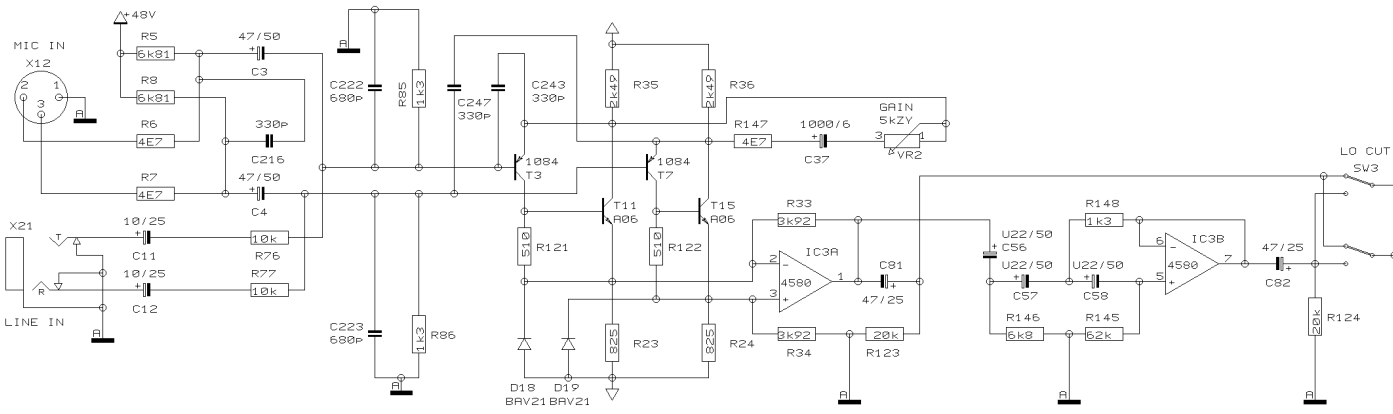 +48V
MIC IN
X12
2
1
3
A
R5
6k81
R8
6k81
R6
4E7
R7
4E7
47/50
+
C3
330p
C216
47/50
+
C4
X21
T
R
LINE IN
A
10/25
+
C11
10/25
+
C12
10k
R76
R77
10k
A
C222
680p
R85
1k3
C223
680p
R86
1k3
A
C247
330p
C243
330p
1084
T3
1084
T7
R35
2k49
R36
2k49
T11
A06
T15
A06
R121
510
R122
510
D18
BAV21
D19
BAV21
R23
825
R24
825
R147
4E7
1000/6
+
C37
GAIN
5kZY
3
1
VR2
R33
3k92
IC3A
2
-
4580
1
3
+
3k92
R34
20k
R123
A
C81
+
47/25
U22/50
+
C56
U22/50
+
C57
U22/50
+
C58
R146
6k8
R145
62k
A
R148
1k3
IC3B
6
-
4580
7
5
+
47/25
+
C82
20k
R124
A
LO CUT
SW3